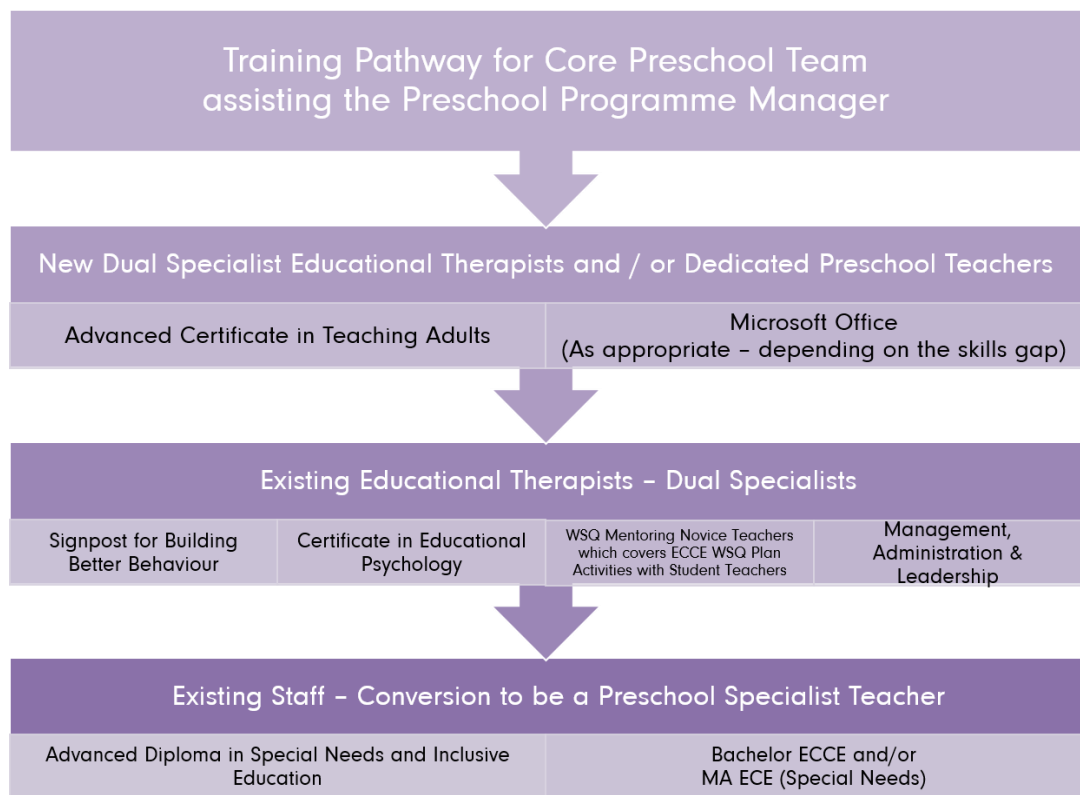 Training Pathway for Core Preschool Team
assisting the Preschool Programme Manager
New Dual Specialist Educational Therapists and / or Dedicated Preschool Teachers
Advanced Certificate in Teaching Adults
Microsoft Office
(As appropriate – depending on the skills gap)
Existing Educational Therapists – Dual Specialists
Signpost for Building
Better Behaviour
Certificate in Educational
Psychology
WSQ Mentoring Novice Teachers
which covers ECCE WSQ Plan
Activities with Student Teachers
Management,
Administration &
Leadership
Existing Staff – Conversion to be a Preschool Specialist Teacher
Advanced Diploma in Special Needs and Inclusive
Education
Bachelor ECCE and/or
MA ECE (Special Needs)